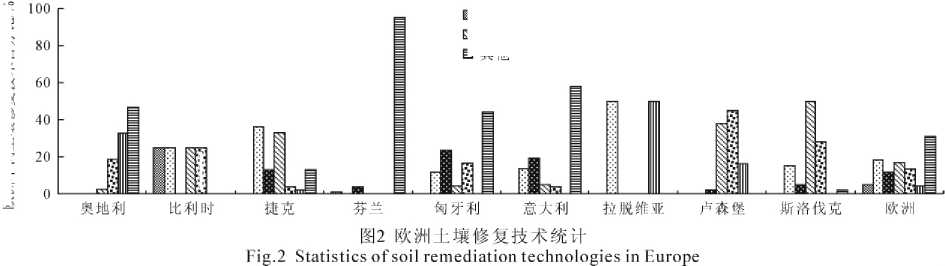 100
80
60
40
20
0
其他
奥地利 比利时 捷克 芬兰 匈牙利 意大利 拉脱维亚 卢森堡 斯洛伐克 欧洲
图2 欧洲土壤修复技术统计
Fig.2 Statistics of soil remediation technologies in Europe